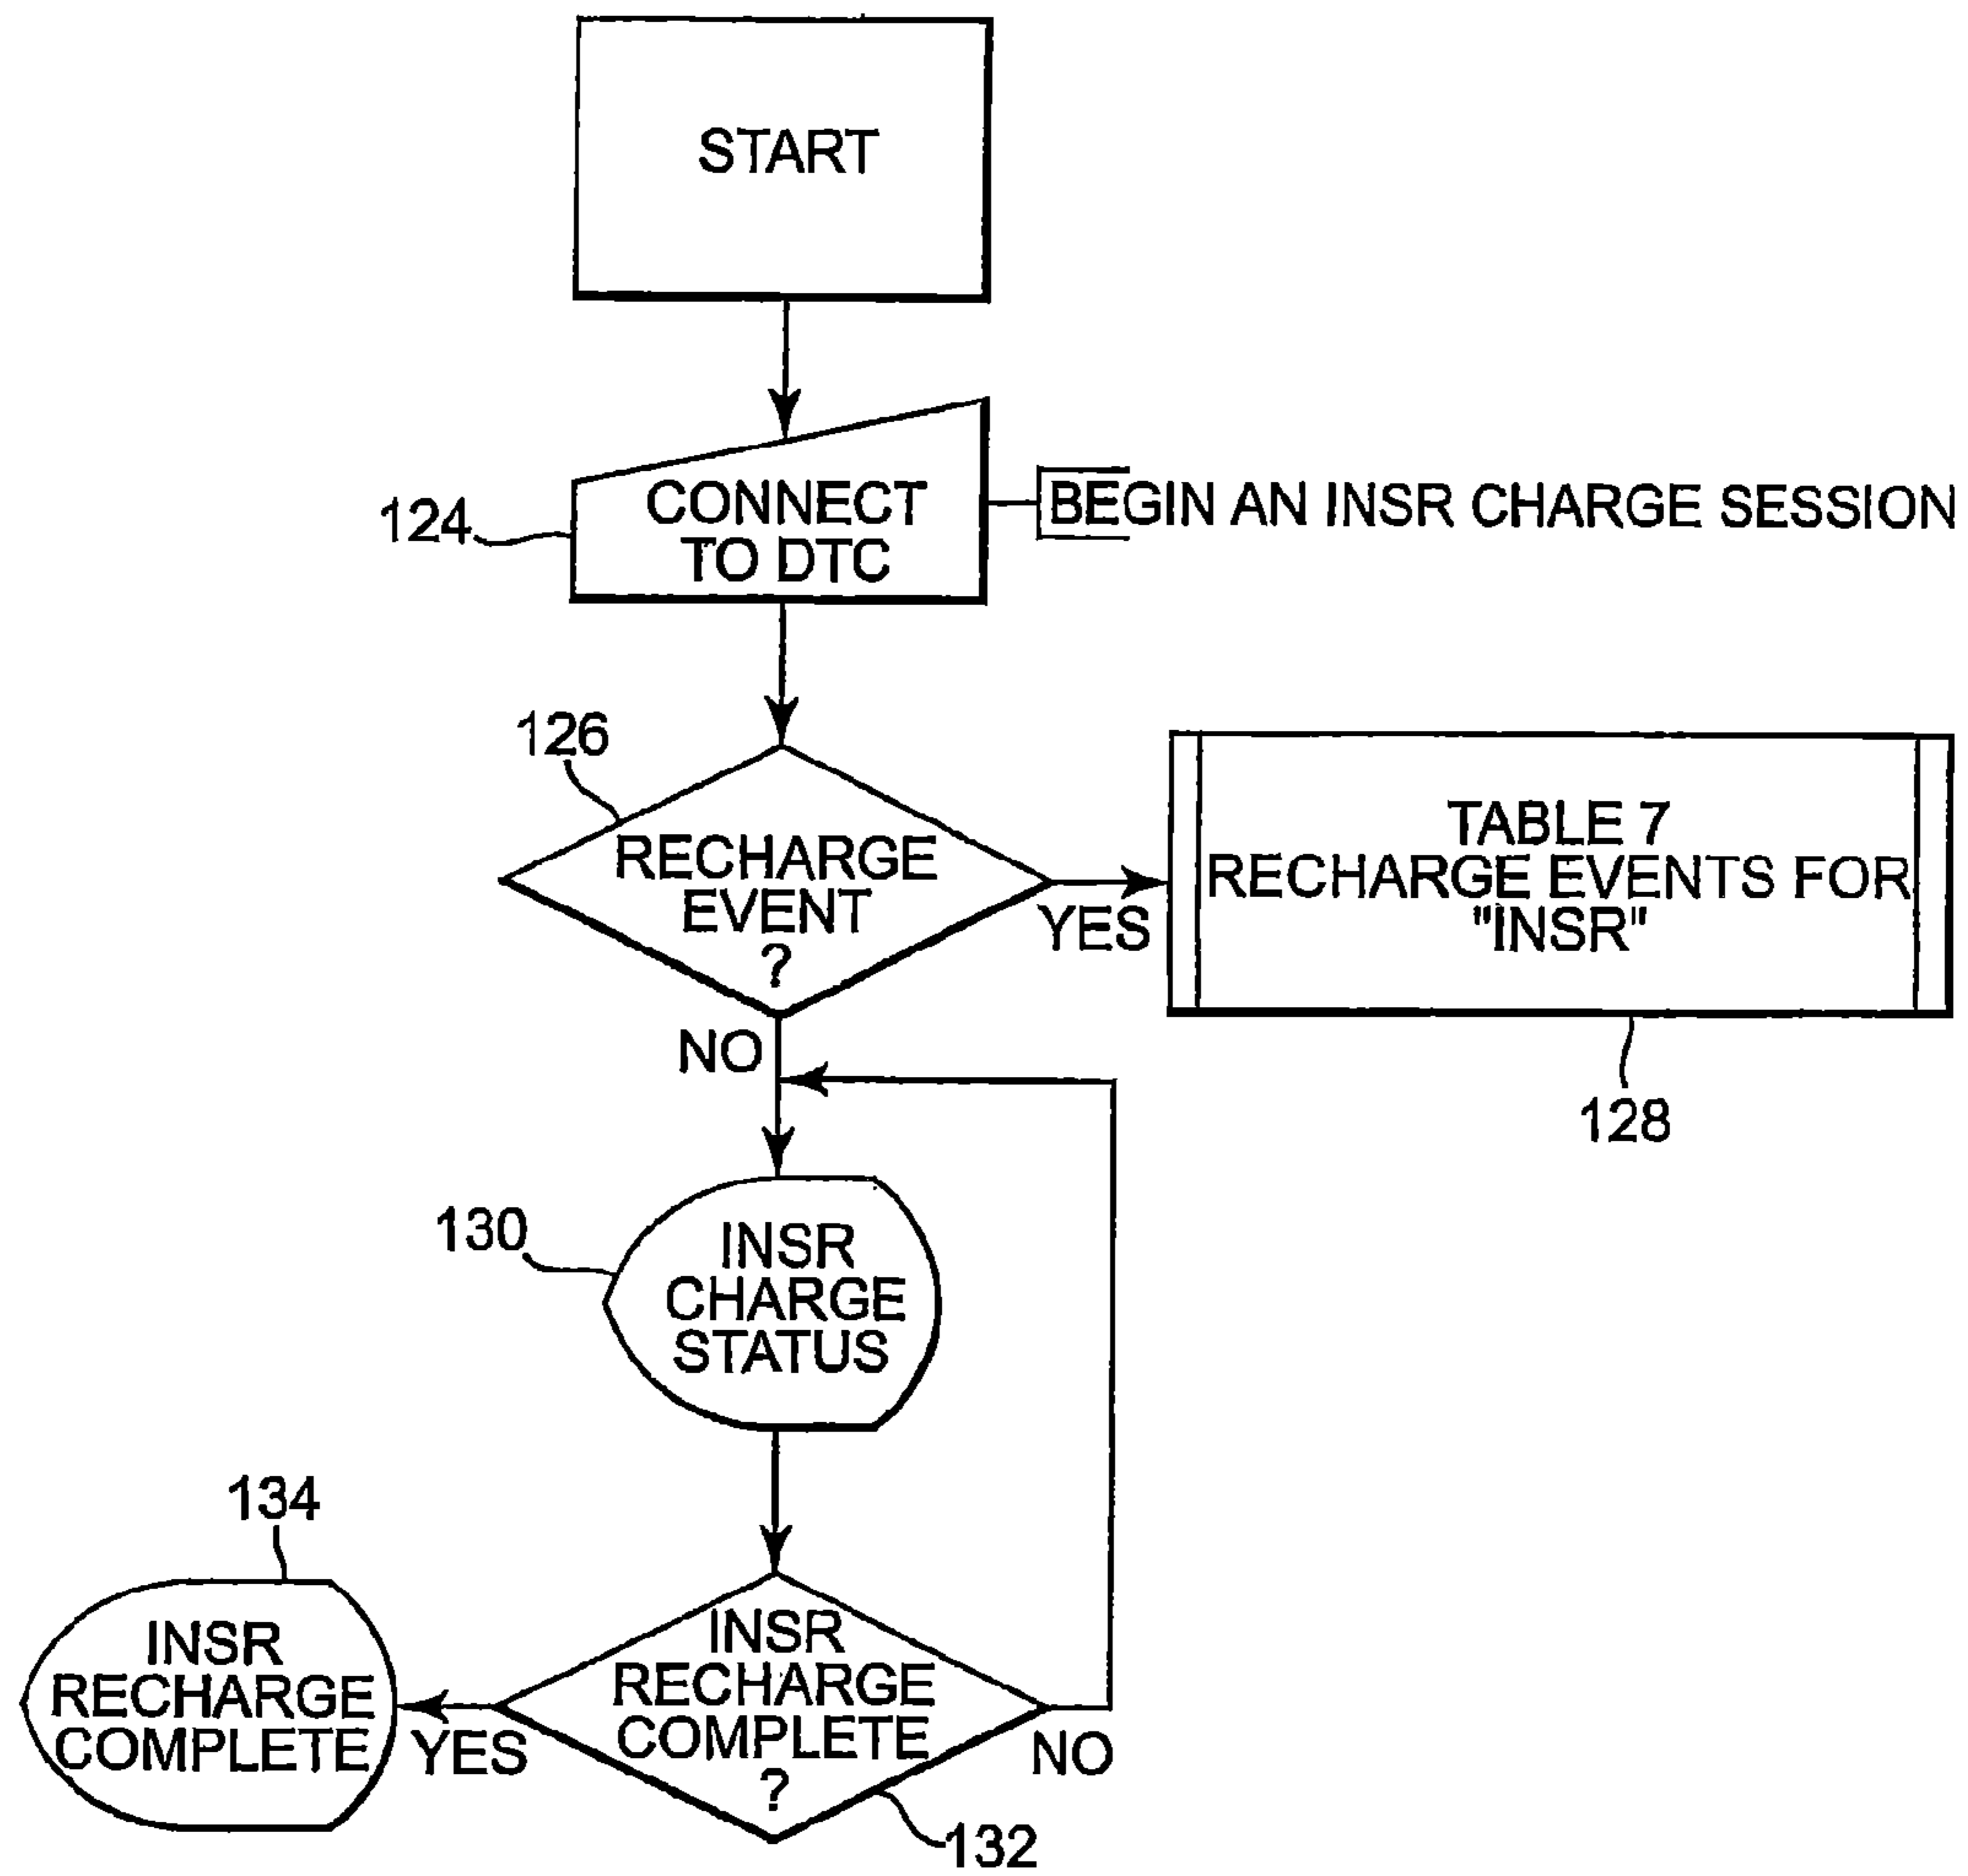 START
124
CONNECT
TO DTC
BEGIN AN INSR CHARGE SESSION
126
RECHARGE
EVENT
?
YES
TABLE 7
RECHARGE EVENTS FOR
"INSR"
128
NO
130
INSR
CHARGE
STATUS
134
INSR
RECHARGE
COMPLETE
YES
INSR
RECHARGE
COMPLETE
?
NO
132